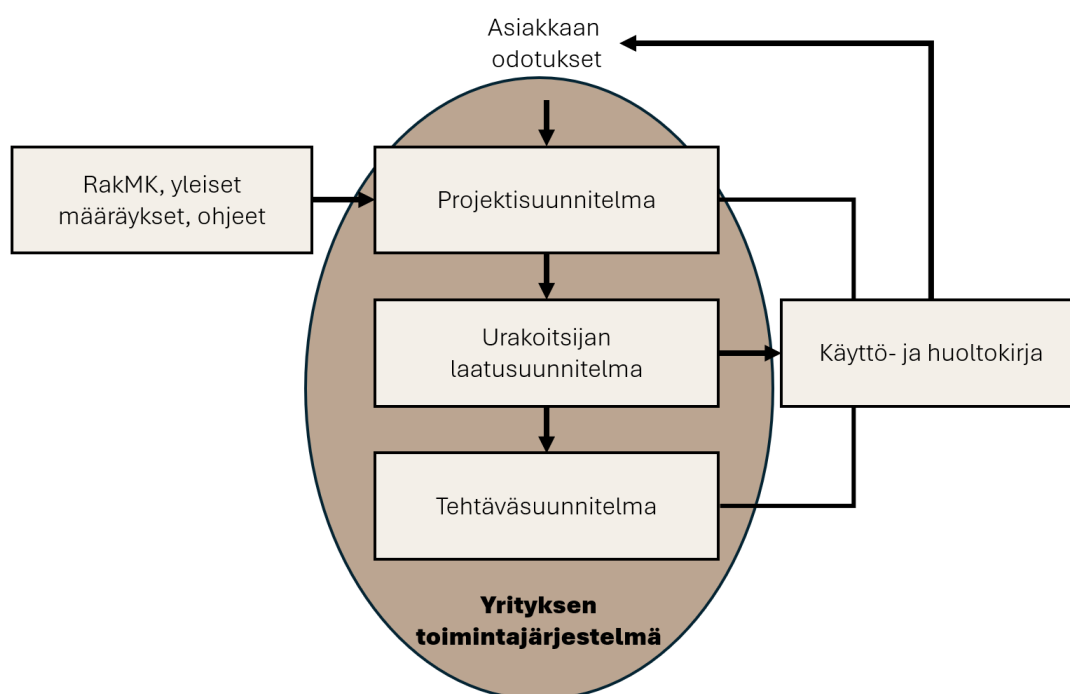 Asiakkaan
odotukset
RakMK, yleiset
määräykset, ohjeet
Projektisuunnitelma
Urakoitsijan
laatusuunnitelma
Käyttö- ja huoltokirja
Tehtäväsuunnitelma
Yrityksen
toimintajärjestelmä